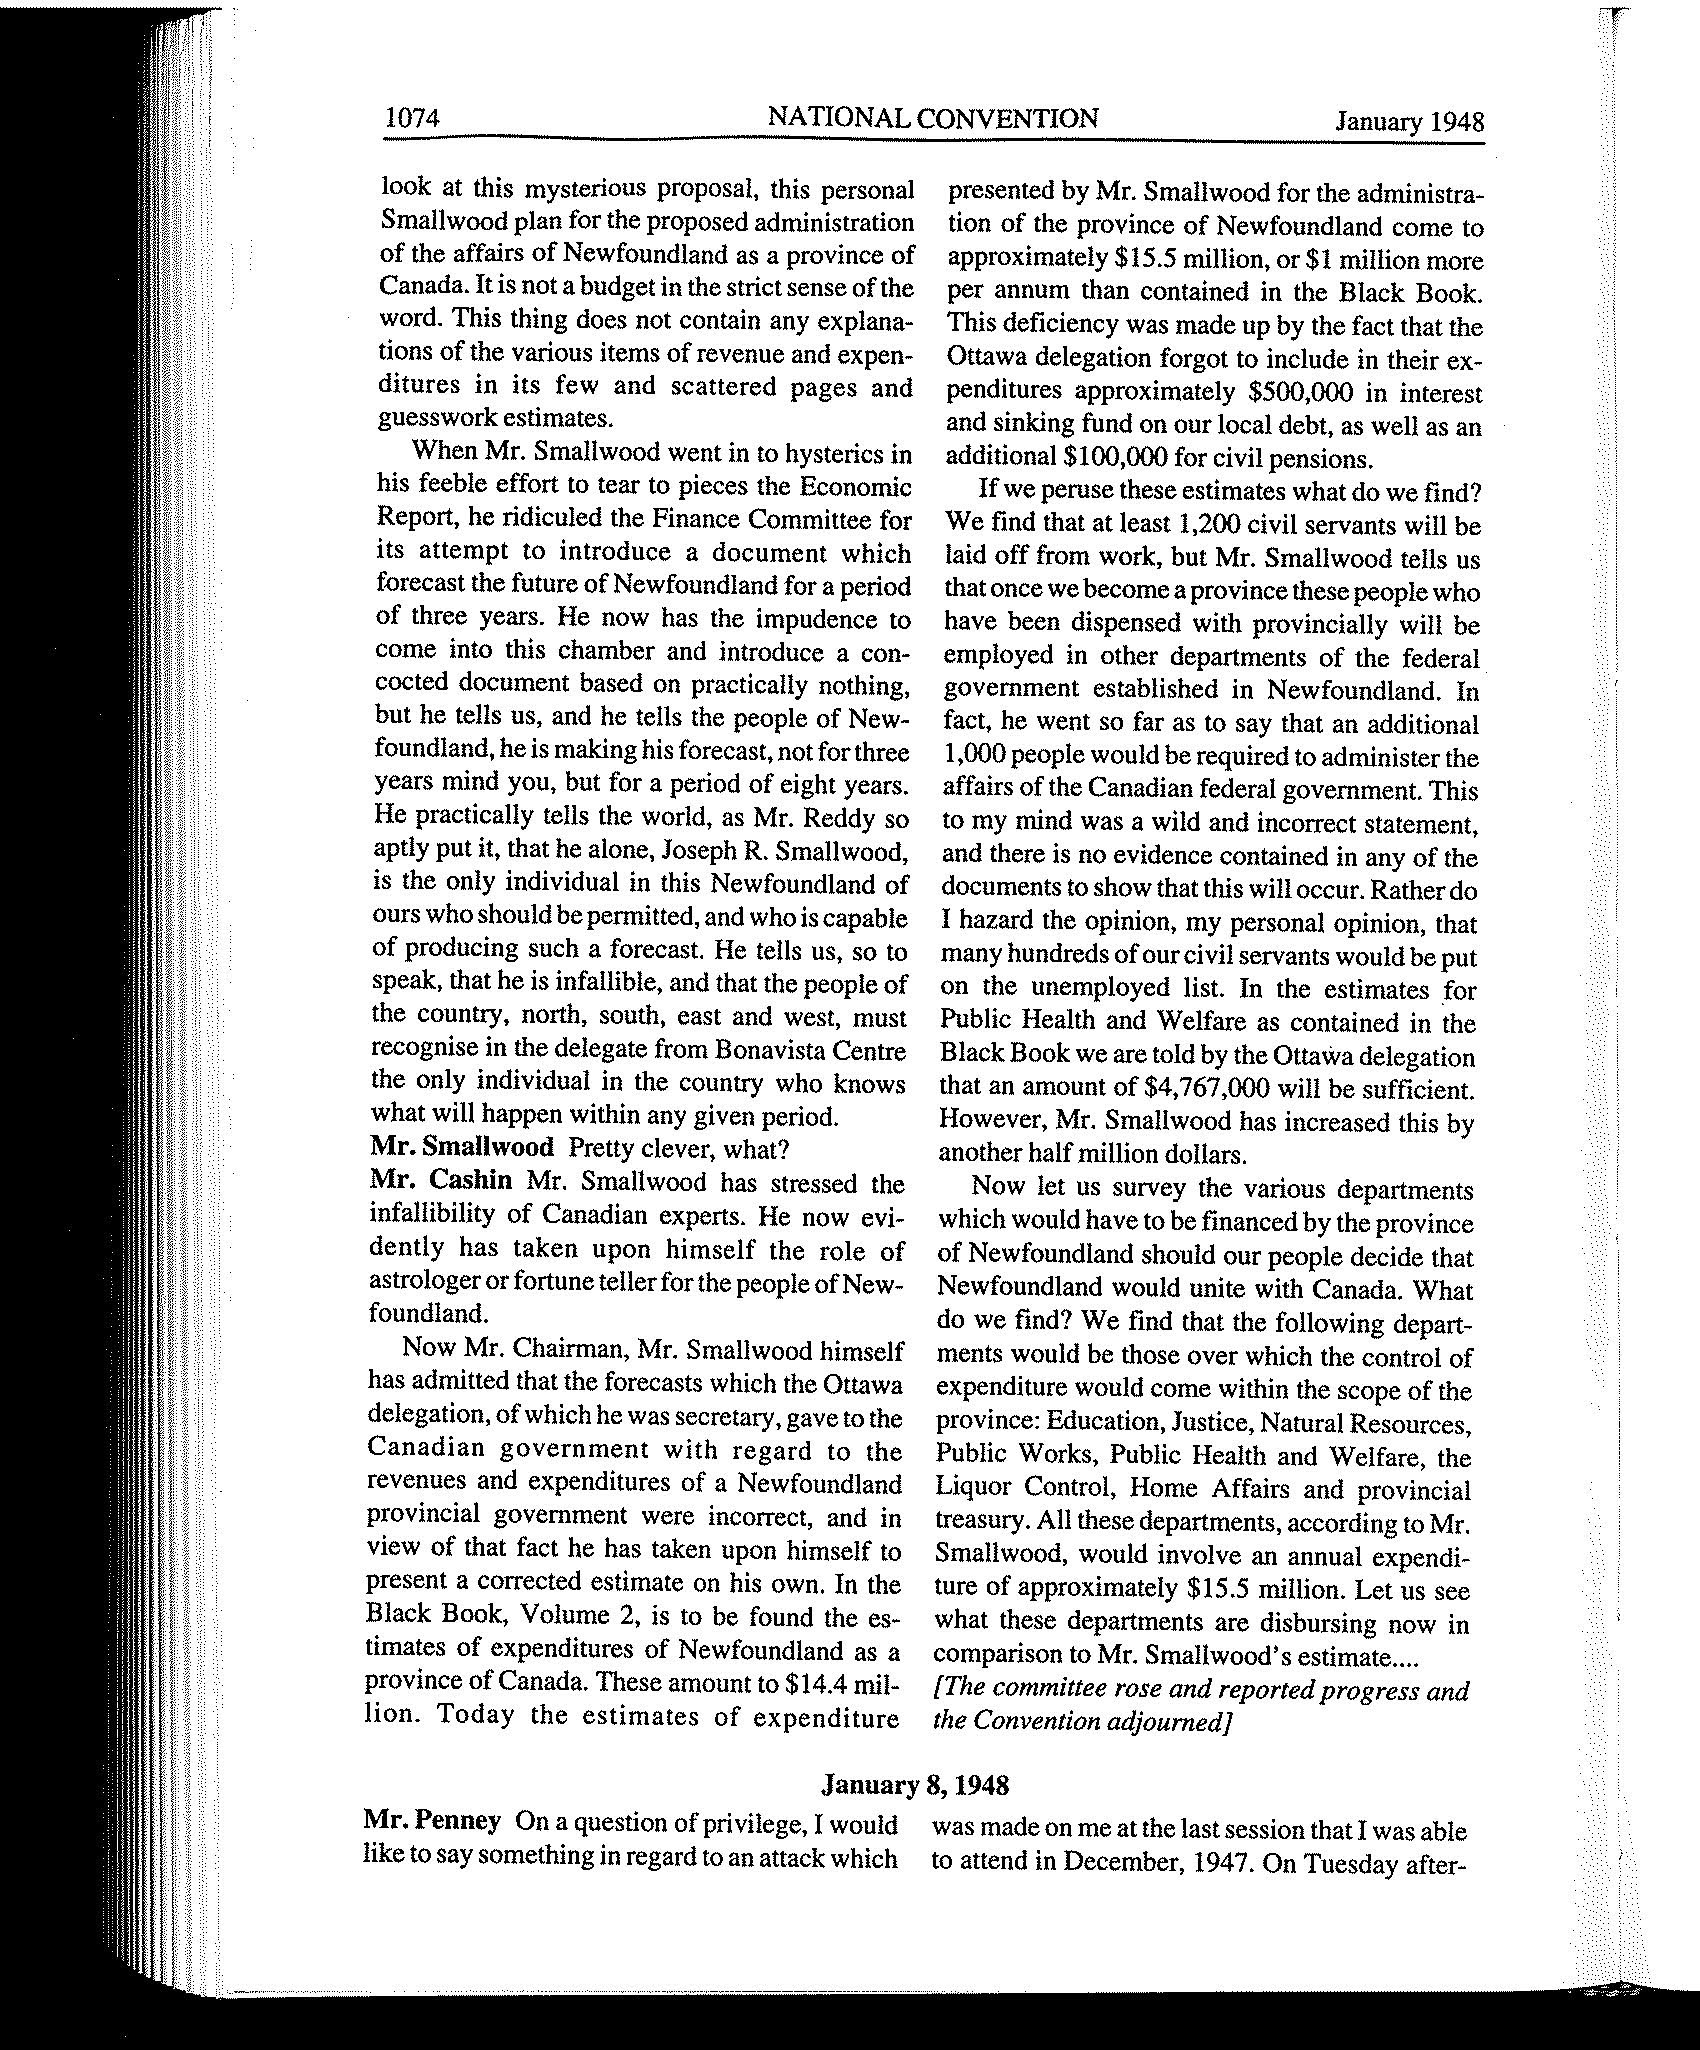 1074 NATIONAL CONVENTION January 1948
look at this mysterious proposal, this personal
Smallwood plan for the proposed administration
of the affairs of Newfoundland as a province of
Canada. It is not a budget in the strict sense of the
word. This thing does not contain any explana-
tions of the various items of revenue and expen-
ditures in its few and scattered pages and
guesswork estimates.
When Mr. Smallwood went in to hysterics in
his feeble effort to tear to pieces the Economic
Report, he ridiculed the Finance Committee for
its attempt to introduce a document which
forecast the future of Newfoundland for a period
of three years. He now has the impudence to
come into this chamber and introduce a con-
cocted document based on practically nothing,
but he tells us, and he tells the people of New-
foundland, he is making his forecast, not for three
years mind you, but for a period of eight years.
He practically tells the world, as Mr. Reddy so
aptly put it, that he alone, Joseph R. Smallwood,
is the only individual in this Newfoundland of
ours who should be permitted, and who is capable
of producing such a forecast. He tells us, so to
speak, that he is infallible, and that the people of
the country, north, south, east and west, must
recognise in the delegate from Bonavista Centre
the only individual in the country who knows
what will happen within any given period.
Mr. Smallwood Pretty clever, what?
Mr. Cashin Mr. Smallwood has stressed the
infallibility of Canadian experts. He now evi-
dently has taken upon himself the role of
astrologer or fortune teller for the people of New-
foundland.
Now Mr. Chairman, Mr. Smallwood himself
has admitted that the forecasts which the Ottawa
delegation, of which he was secretary, gave to the
Canadian government with regard to the
revenues and expenditures of a Newfoundland
provincial government were incorrect, and in
view of that fact he has taken upon himself to
present a corrected estimate on his own. In the
Black Book, Volume 2, is to be found the es-
timates of expenditures of Newfoundland as a
province of Canada. These amount to $14.4 mil-
lion. Today the estimates of expenditure
presented by Mr. Smallwood for the administra-
tion of the province of Newfoundland come to
approximately $15.5 million, or $1 million more
per annum than contained in the Black Book.
This deficiency was made up by the fact that the
Ottawa delegation forgot to include in their ex-
penditures approximately $500,000 in interest
and sinking fund on our local debt, as well as an
additional $100,000 for civil pensions.
If we peruse these estimates what do we find?
We find that at least 1,200 civil servants will be
laid off from work, but Mr. Smallwood tells us
that once we become a province these people who
have been dispensed with provincially will be
employed in other departments of the federal
government established in Newfoundland. In
fact, he went so far as to say that an additional
1,000 people would be required to administer the
affairs of the Canadian federal government. This
to my mind was a wild and incorrect statement,
and there is no evidence contained in any of the
documents to show that this will occur. Rather do
I hazard the opinion, my personal opinion, that
many hundreds of our civil servants would be put
on the unemployed list. In the estimates for
Public Health and Welfare as contained in the
Black Book we are told by the Ottawa delegation
that an amount of $4,767,000 will be sufficient.
However, Mr. Smallwood has increased this by
another half million dollars.
Now let us survey the various departments
which would have to be financed by the province
of Newfoundland should our people decide that
Newfoundland would unite with Canada. What
do we find? We find that the following depart-
ments would be those over which the control of
expenditure would come within the scope of the
province: Education, Justice, Natural Resources,
Public Works, Public Health and Welfare, the
Liquor Control, Home Affairs and provincial
treasury. All these departments, according to Mr.
Smallwood, would involve an annual expendi-
ture of approximately $15.5 million. Let us see
what these departments are disbursing now in
comparison to Mr. Smallwood's estimate....
[The committee rose and reported progress and
the Convention adjourned]
January 8, 1948
Mr. Penney On a question of privilege, I would
like to say something in regard to an attack which
was made on me at the last session that I was able
to attend in December, 1947. On Tuesday after-